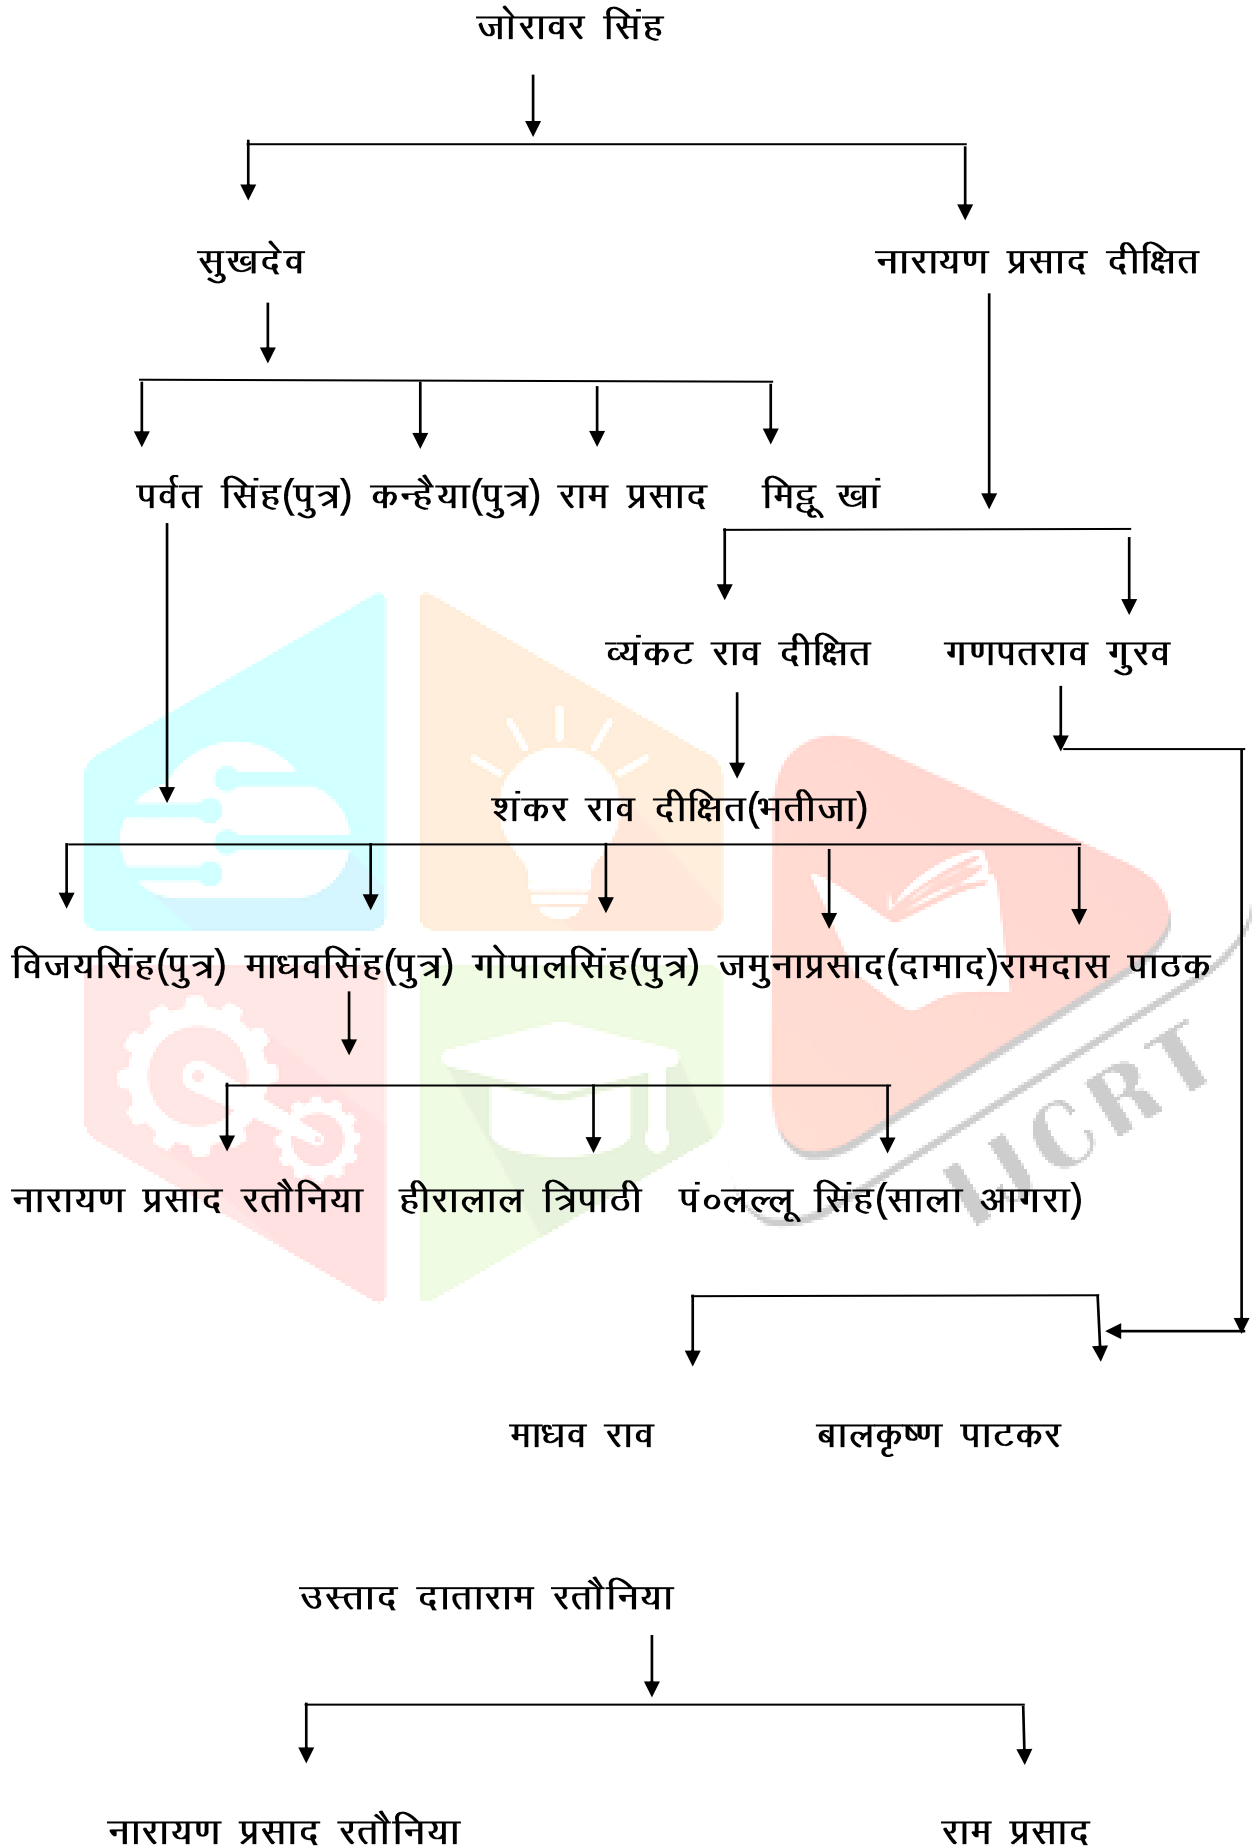 जोरावर सिंह
सुखदेव नारायण प्रसाद दीक्षित
पर्वत सिंह(पुत्र) कन्हैया(पुत्र) राम प्रसाद मिट्ठू खां
व्यंकट राव दीक्षित गणपतराव गुरव
शंकर राव दीक्षित(भतीजा)
विजयसिंह(पुत्र) माधवसिंह(पुत्र) गोपालसिंह(पुत्र) जमुनाप्रसाद(दामाद)रामदास पाठक
नारायण प्रसाद रतौनिया हीरालाल त्रिपाठी पं०लल्लू सिंह(साला आगरा)
IJCRT
माधव राव बालकृष्ण पाटकर
उस्ताद दाताराम रतौनिया
नारायण प्रसाद रतौनिया राम प्रसाद